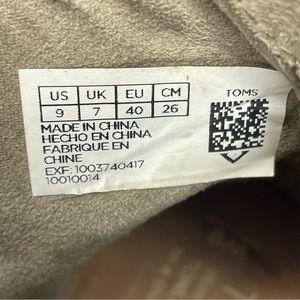 US UK EU CM TOMS
9 7 40 26
MADE IN CHINA
HECHO EN CHINA
FABRIQUE EN
CHINE
EXF: 1003740417
10010014